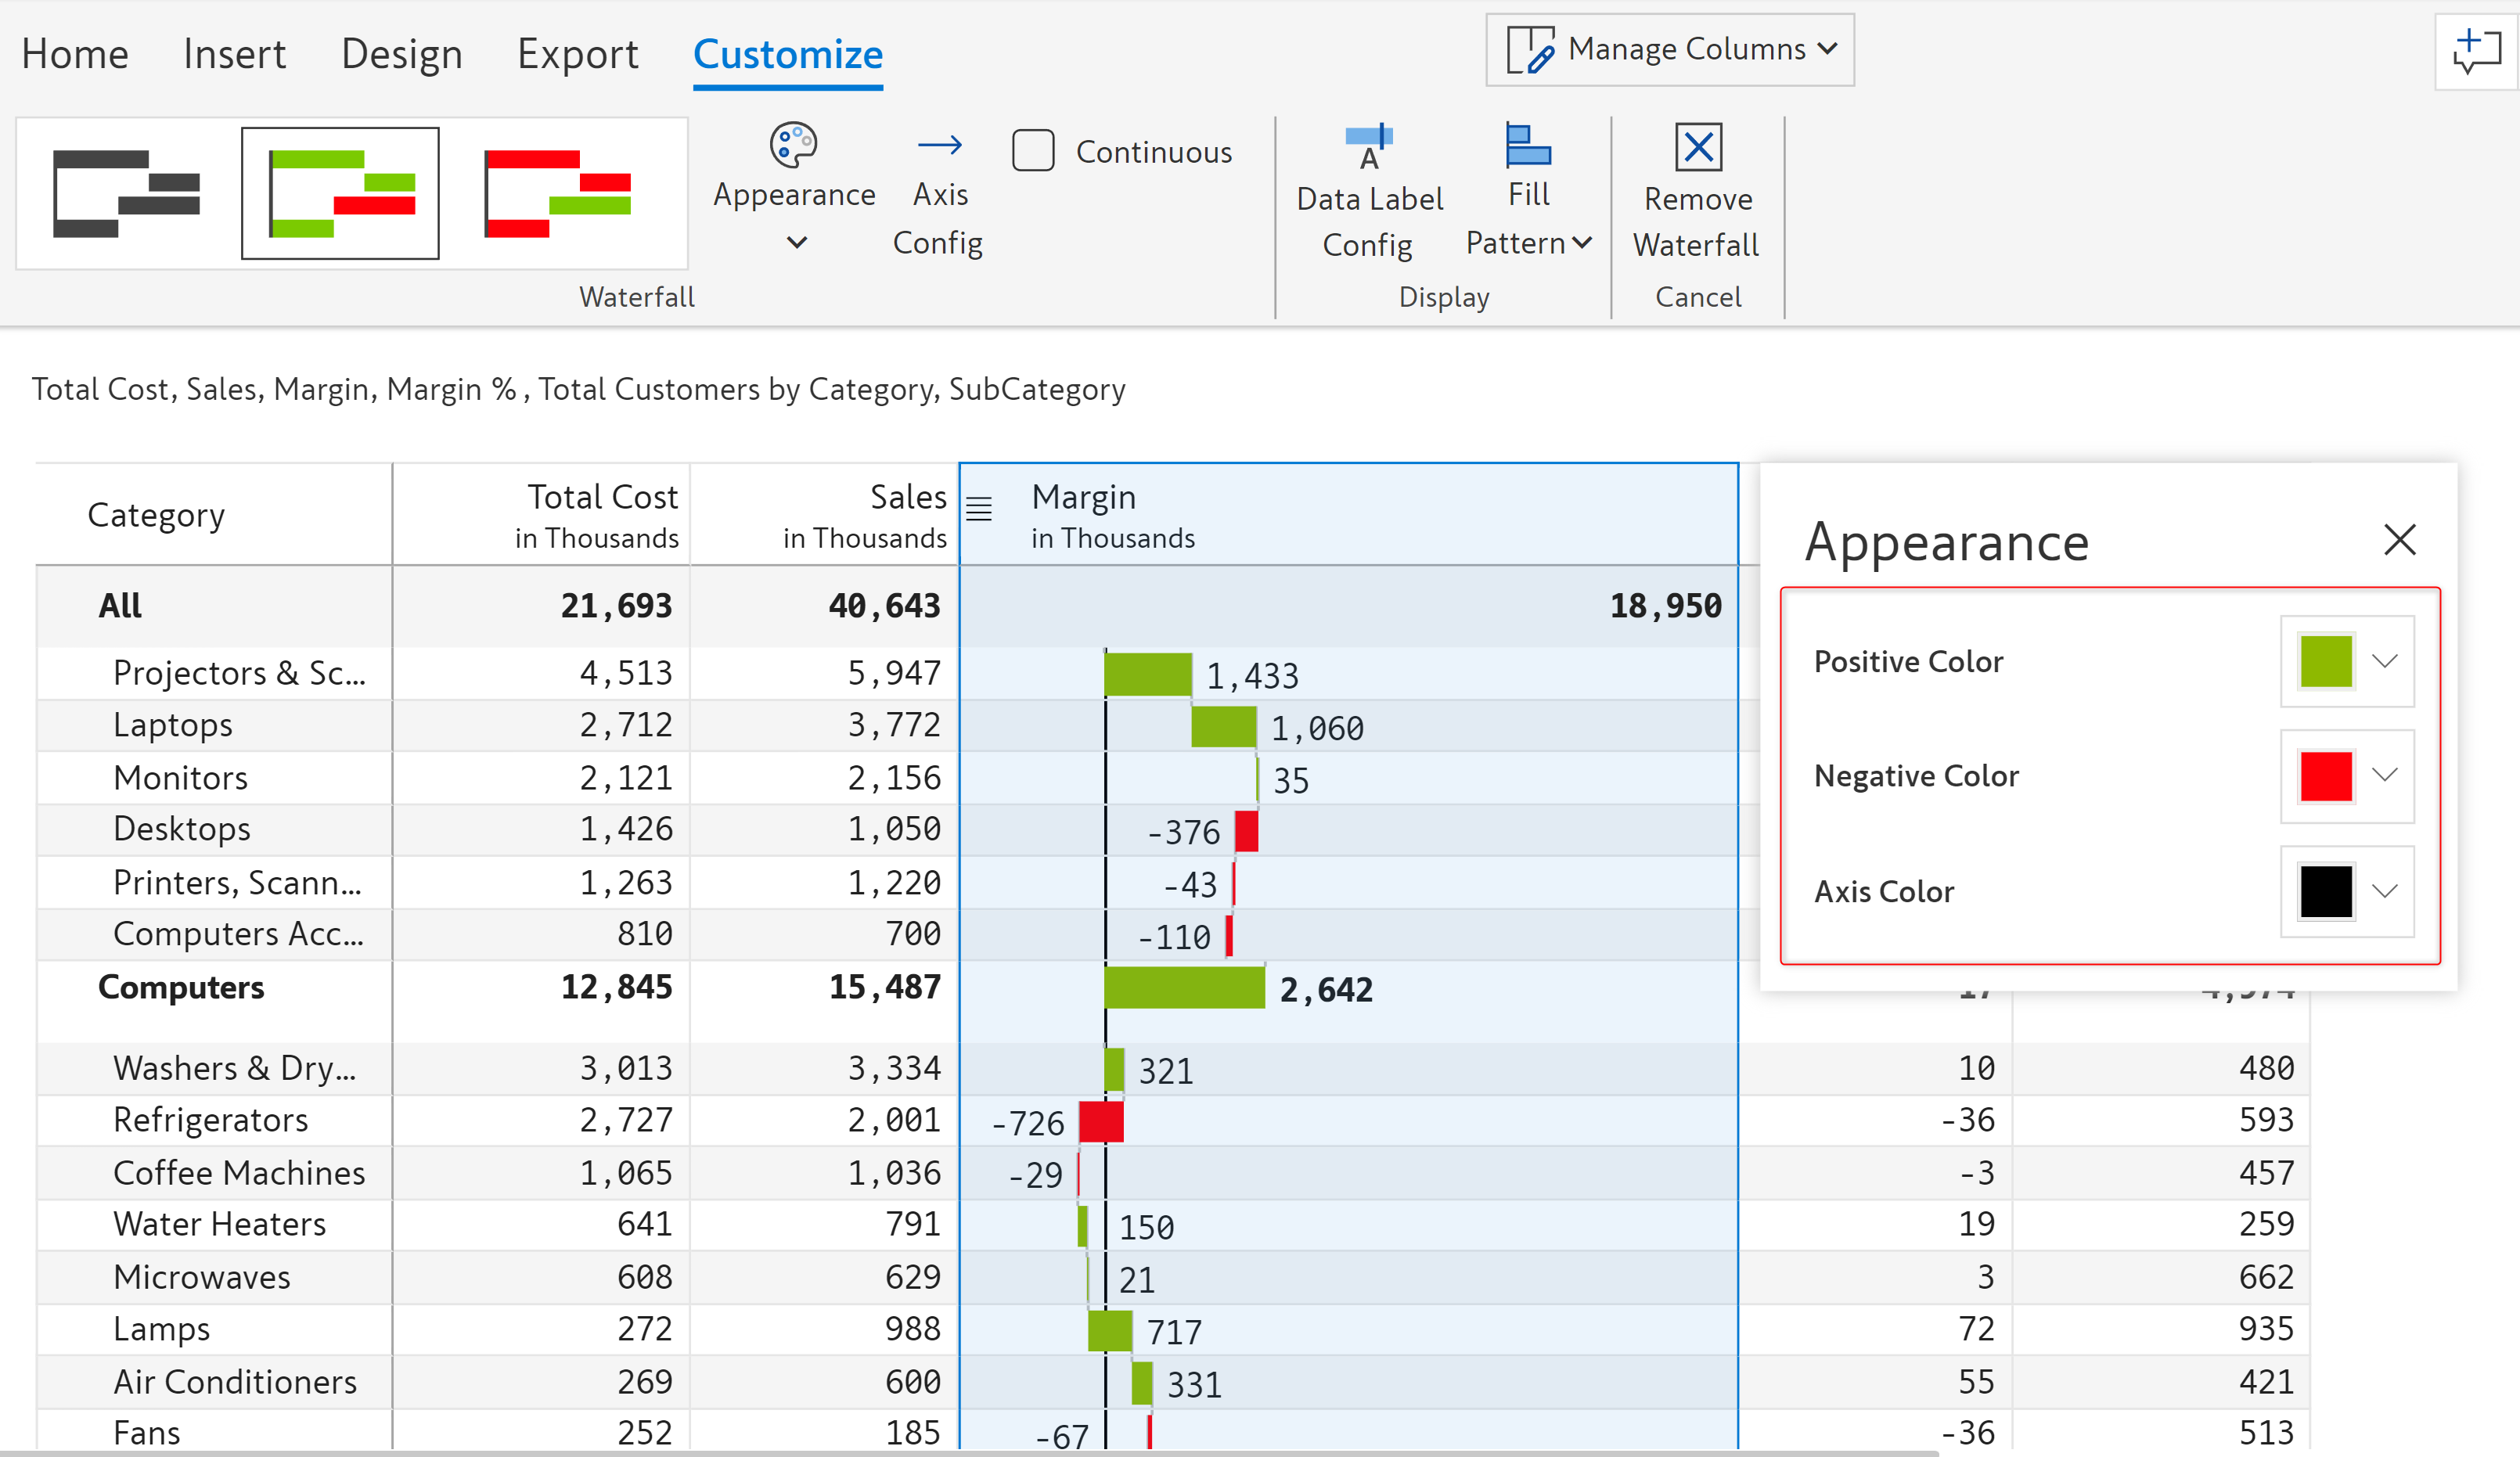 Home Insert Design Export Customize
Manage Columns
Appearance
Axis Config
Continuous
Waterfall
Data Label Config
Fill Pattern
Display
Remove Waterfall
Cancel
Total Cost, Sales, Margin, Margin % , Total Customers by Category, SubCategory
Category
Total Cost
in Thousands
Sales
in Thousands
Margin
in Thousands
All 21,693 40,643 18,950
Projectors & Sc... 4,513 5,947 1,433
Laptops 2,712 3,772 1,060
Monitors 2,121 2,156 35
Desktops 1,426 1,050 -376
Printers, Scann... 1,263 1,220 -43
Computers Acc... 810 700 -110
Computers 12,845 15,487 2,642
Washers & Dry... 3,013 3,334 321 10 480
Refrigerators 2,727 2,001 -726 -36 593
Coffee Machines 1,065 1,036 -29 -3 457
Water Heaters 641 791 150 19 259
Microwaves 608 629 21 3 662
Lamps 272 988 717 72 935
Air Conditioners 269 600 331 55 421
Fans 252 185 -67 -36 513
Appearance
Positive Color
Negative Color
Axis Color